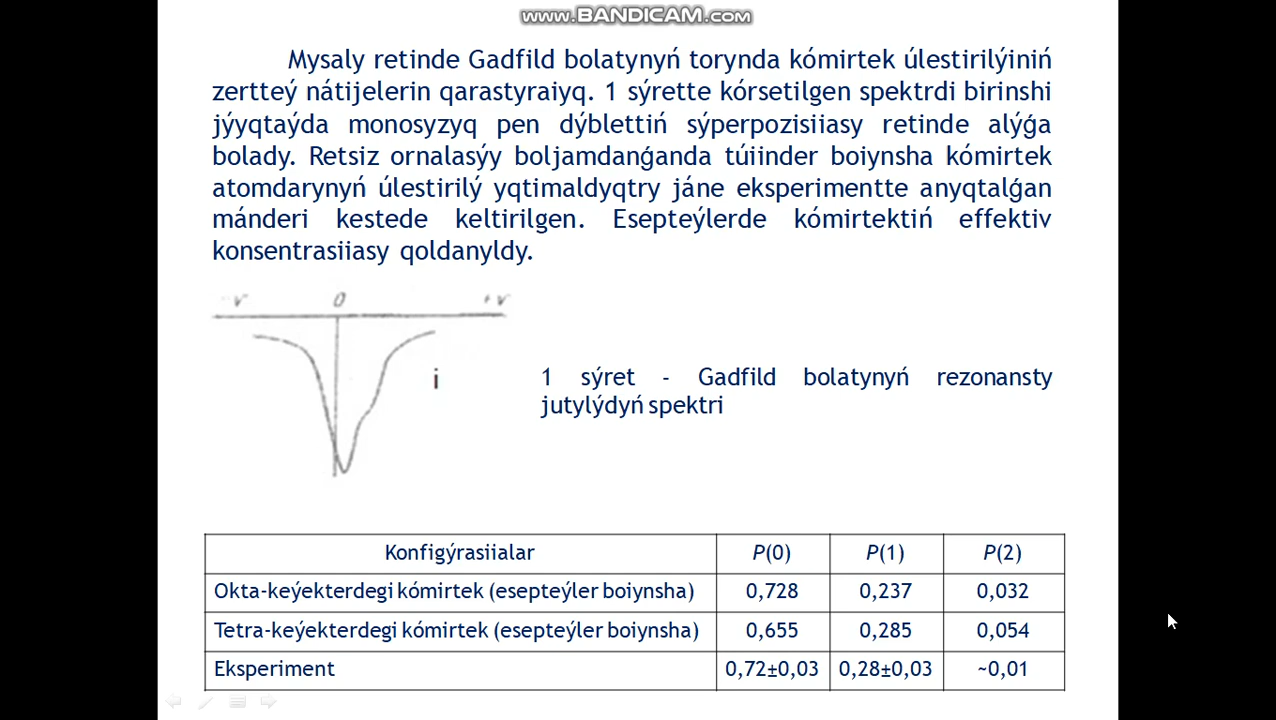 www.BANDICAM.com
Mysaly retinde Gadfild bolatynyń torynda kómirtek úlestirilýiniń
zertteý nátijelerin qarastyraiyq. 1 sýrette kórsetilgen spektrdi birinshi
jýyqtaýda monosyzyq pen dýblettiń sýperpozisiiasy retinde alýǵa
bolady. Retsiz ornalasýy boljamdanǵanda túiinder boiynsha kómirtek
atomdarynyń úlestirilý yqtimaldyqtry jáne eksperimentte anyqtalǵan
mánderi kestede keltirilgen. Esepteýlerde kómirtektiń effektiv
konsentrasiiasy qoldanyldy.
-v 0 +v
i
1 sýret - Gadfild bolatynyń rezonansty
jutylýdyń spektri
Konfigýrasiialar P(0) P(1) P(2)
Okta-keýekterdegi kómirtek (esepteýler boiynsha) 0,728 0,237 0,032
Tetra-keýekterdegi kómirtek (esepteýler boiynsha) 0,655 0,285 0,054
Eksperiment 0,72±0,03 0,28±0,03 ~0,01